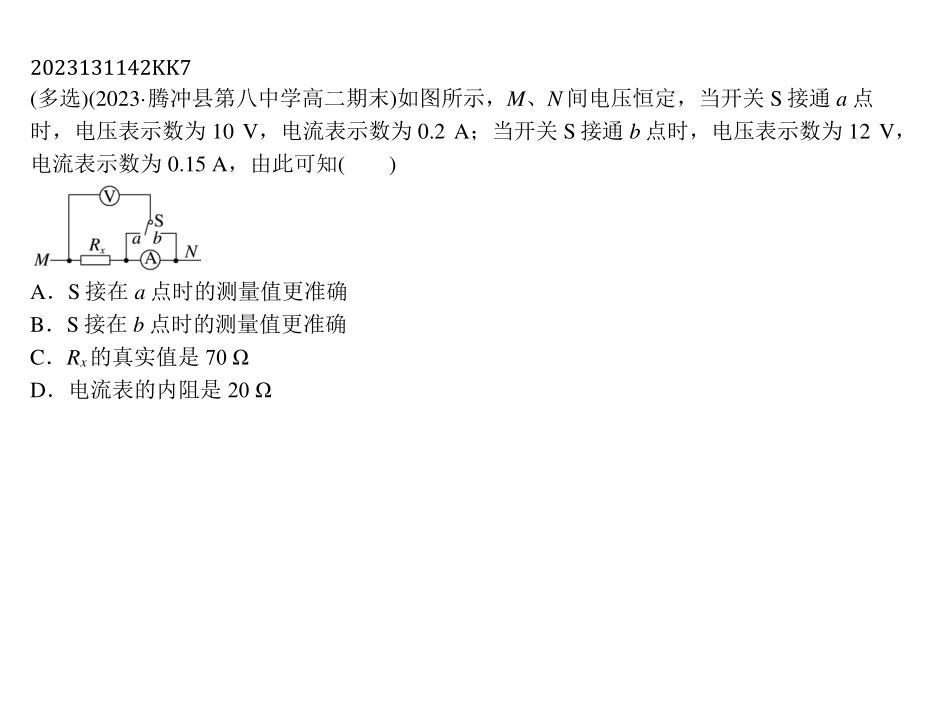 2023131142KK7
(多选)(2023·腾冲县第八中学高二期末)如图所示，M、N间电压恒定，当开关 S 接通 a 点
时，电压表示数为 10 V，电流表示数为 0.2 A；当开关 S 接通 b 点时，电压表示数为 12 V，
电流表示数为 0.15 A，由此可知(　　)
V
S
a b
Rx
M A N
A．S 接在 a 点时的测量值更准确
B．S 接在 b 点时的测量值更准确
C．Rx的真实值是 70 Ω
D．电流表的内阻是 20 Ω